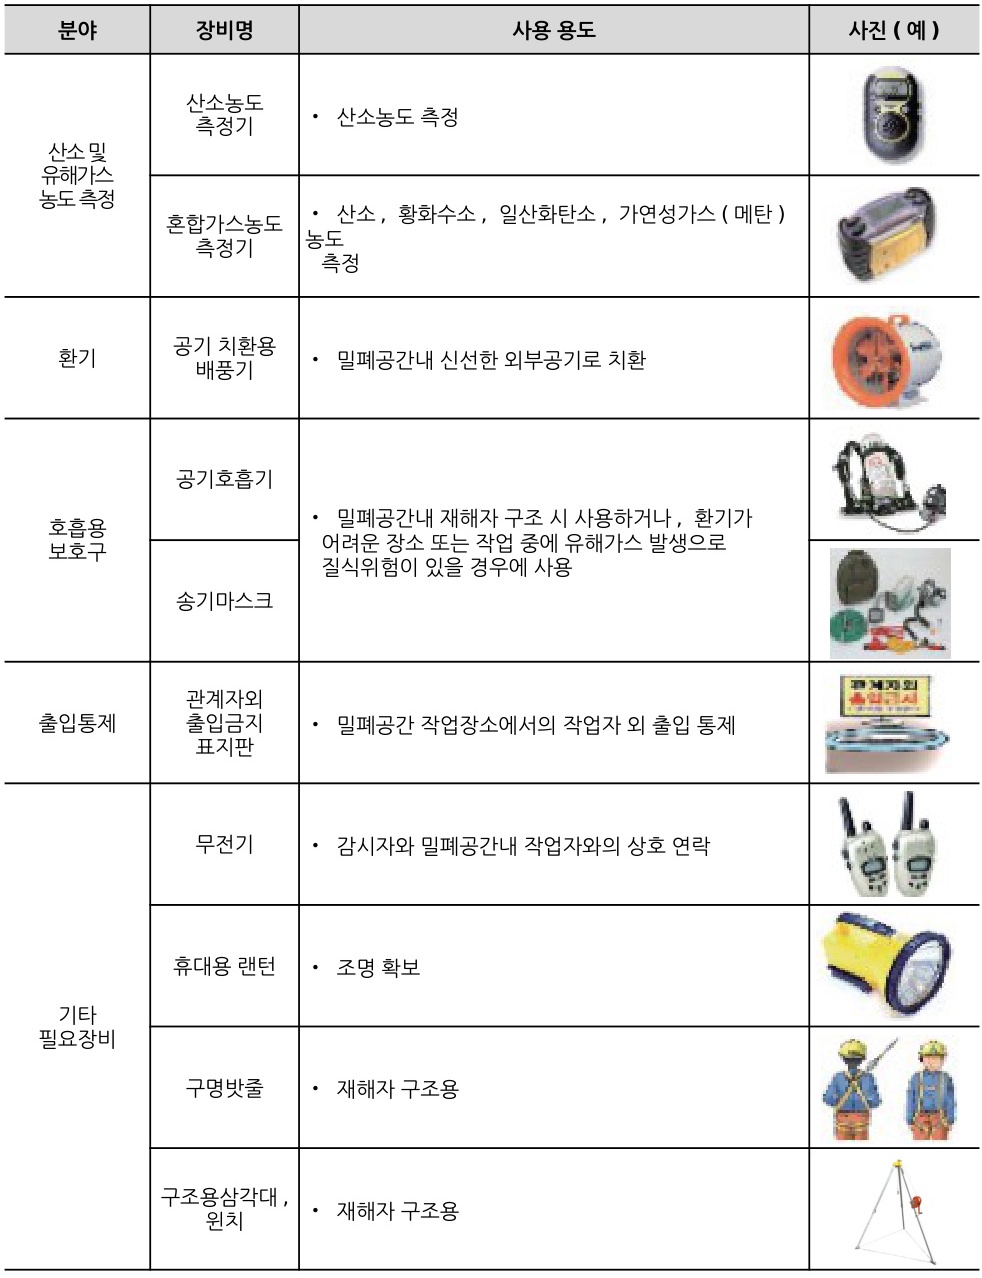 분야 장비명 사용 용도 사진 ( 예 )
산소 및
유해가스
농도 측정
산소농도
측정기
• 산소농도 측정
혼합가스농도
측정기
• 산소 , 황화수소 , 일산화탄소 , 가연성가스 ( 메탄 )
농도
측정
환기
공기 치환용
배풍기
• 밀폐공간내 신선한 외부공기로 치환
호흡용
보호구
공기호흡기
• 밀폐공간내 재해자 구조 시 사용하거나 , 환기가
어려운 장소 또는 작업 중에 유해가스 발생으로
질식위험이 있을 경우에 사용
송기마스크
출입통제
관계자외
출입금지
표지판
• 밀폐공간 작업장소에서의 작업자 외 출입 통제
관계자외
출입금지
기타
필요장비
무전기
• 감시자와 밀폐공간내 작업자와의 상호 연락
휴대용 랜턴
• 조명 확보
구명밧줄
• 재해자 구조용
구조용삼각대 ,
윈치
• 재해자 구조용